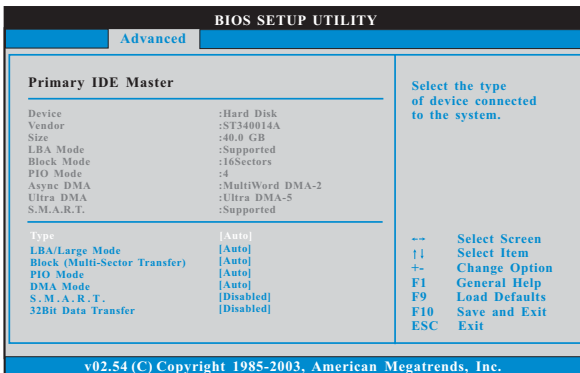 BIOS SETUP UTILITY
Advanced
Primary IDE Master
Device :Hard Disk
Vendor :ST340014A
Size :40.0 GB
LBA Mode :Supported
Block Mode :16Sectors
PIO Mode :4
Async DMA :MultiWord DMA-2
Ultra DMA :Ultra DMA-5
S.M.A.R.T. :Supported
Type [Auto]
LBA/Large Mode [Auto]
Block (Multi-Sector Transfer) [Auto]
PIO Mode [Auto]
DMA Mode [Auto]
S.M.A.R.T. [Disabled]
32Bit Data Transfer [Disabled]
Select the type
of device connected
to the system.
←→ Select Screen
↑↓ Select Item
+- Change Option
F1 General Help
F9 Load Defaults
F10 Save and Exit
ESC Exit
v02.54 (C) Copyright 1985-2003, American Megatrends, Inc.